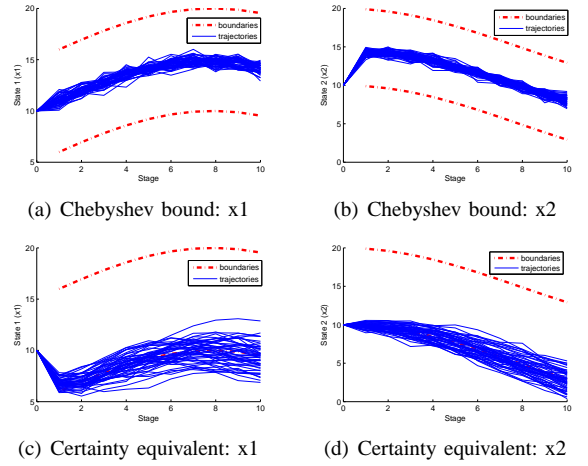 20
15
10
5
State 1 (x1)
0 2 4 6 8 10
Stage
boundaries
trajectories
(a) Chebyshev bound: x1
20
15
10
5
0
State 2 (x2)
0 2 4 6 8 10
Stage
boundaries
trajectories
(b) Chebyshev bound: x2
20
15
10
5
State 1 (x1)
0 2 4 6 8 10
Stage
boundaries
trajectories
(c) Certainty equivalent: x1
20
15
10
5
0
State 2 (x2)
0 2 4 6 8 10
Stage
boundaries
trajectories
(d) Certainty equivalent: x2